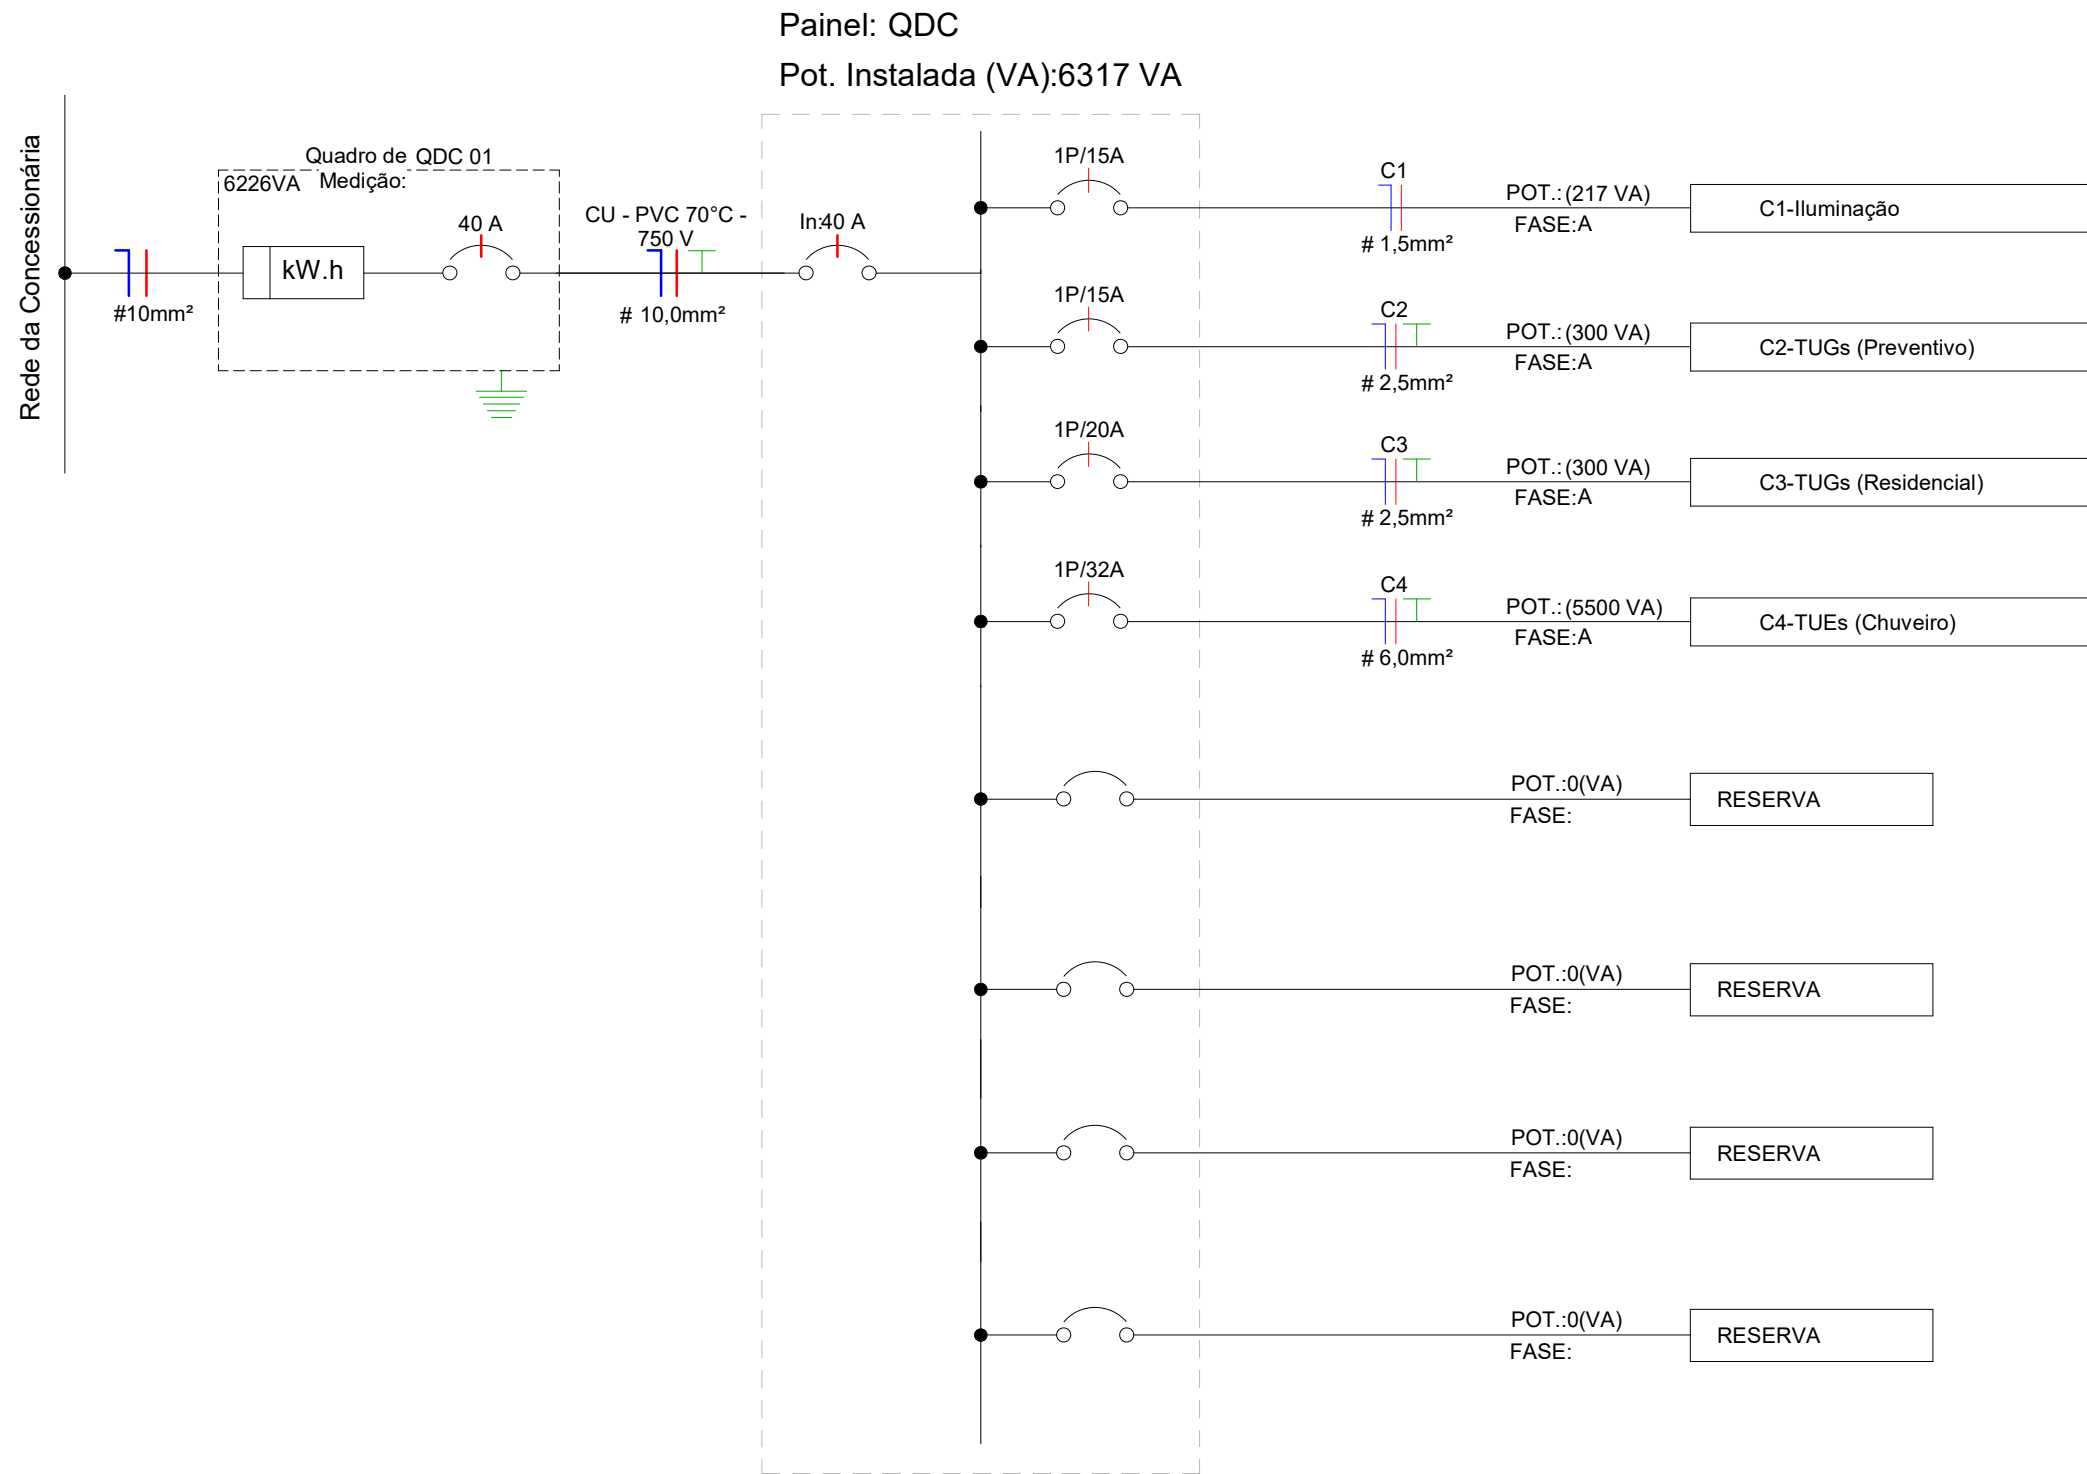 Painel: QDC
Pot. Instalada (VA):6317 VA
Rede da Concessionária
#10mm²
Quadro de QDC 01
6226VA Medição:
kW.h
40 A
CU - PVC 70°C -
750 V
# 10,0mm²
In:40 A
1P/15A
C1
# 1,5mm²
POT.: (217 VA)
FASE:A
C1-Iluminação
1P/15A
C2
# 2,5mm²
POT.: (300 VA)
FASE:A
C2-TUGs (Preventivo)
1P/20A
C3
# 2,5mm²
POT.: (300 VA)
FASE:A
C3-TUGs (Residencial)
1P/32A
C4
# 6,0mm²
POT.: (5500 VA)
FASE:A
C4-TUEs (Chuveiro)
POT.:0(VA)
FASE:
RESERVA
POT.:0(VA)
FASE:
RESERVA
POT.:0(VA)
FASE:
RESERVA
POT.:0(VA)
FASE:
RESERVA